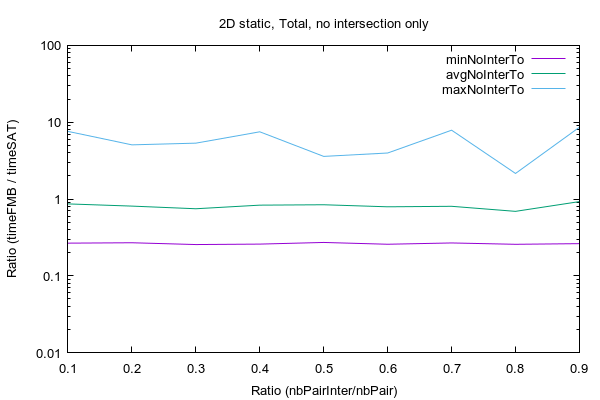 2D static, Total, no intersection only
100
10
1
0.1
0.01
Ratio (timeFMB / timeSAT)
minNoInterTo
avgNoInterTo
maxNoInterTo
0.1 0.2 0.3 0.4 0.5 0.6 0.7 0.8 0.9
Ratio (nbPairInter/nbPair)